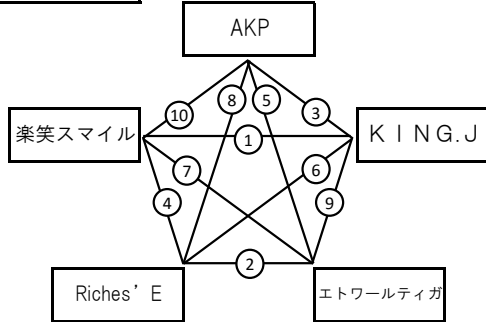 AKP
⑩
⑧
⑤
③
楽笑スマイル
①
ＫＩＮＧ.Ｊ
⑦
⑥
④
⑨
②
Riches’E
エトワールティガ